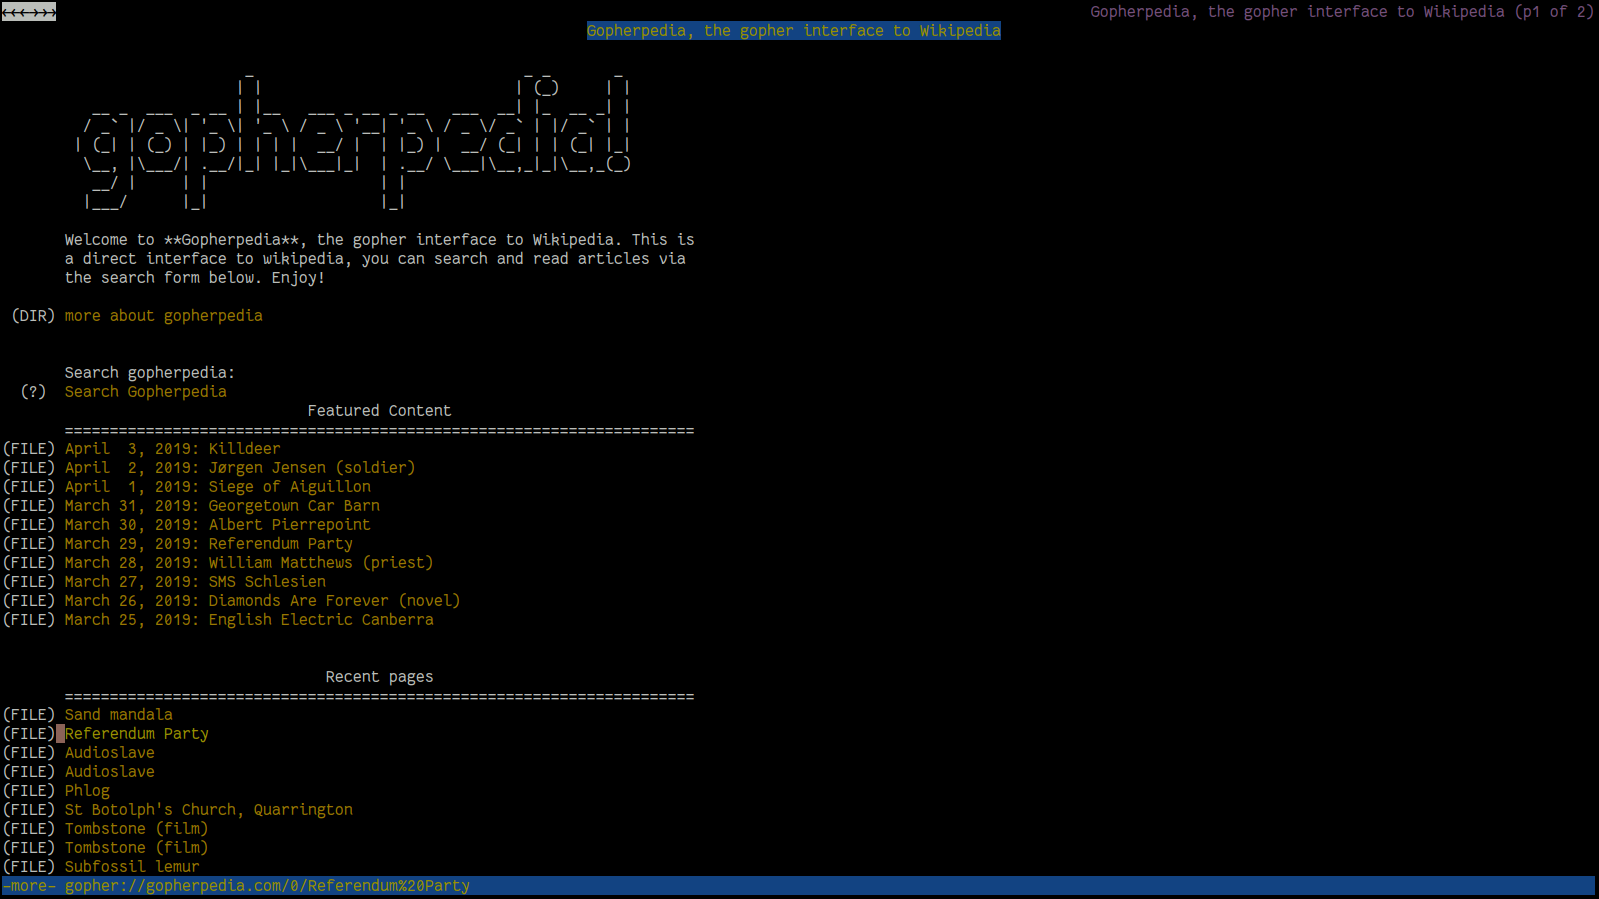 <<<->>>
Gopherpedia, the gopher interface to Wikipedia (p1 of 2)
Gopherpedia, the gopher interface to Wikipedia
gopherpedia!
Welcome to **Gopherpedia**, the gopher interface to Wikipedia. This is
a direct interface to wikipedia, you can search and read articles via
the search form below. Enjoy!
(DIR) more about gopherpedia
Search gopherpedia:
(?) Search Gopherpedia
Featured Content
======================================================================
(FILE) April  3, 2019: Killdeer
(FILE) April  2, 2019: Jørgen Jensen (soldier)
(FILE) April  1, 2019: Siege of Aiguillon
(FILE) March 31, 2019: Georgetown Car Barn
(FILE) March 30, 2019: Albert Pierrepoint
(FILE) March 29, 2019: Referendum Party
(FILE) March 28, 2019: William Matthews (priest)
(FILE) March 27, 2019: SMS Schlesien
(FILE) March 26, 2019: Diamonds Are Forever (novel)
(FILE) March 25, 2019: English Electric Canberra
Recent pages
======================================================================
(FILE) Sand mandala
(FILE) Referendum Party
(FILE) Audioslave
(FILE) Audioslave
(FILE) Phlog
(FILE) St Botolph's Church, Quarrington
(FILE) Tombstone (film)
(FILE) Tombstone (film)
(FILE) Subfossil lemur
-more- gopher://gopherpedia.com/0/Referendum%20Party